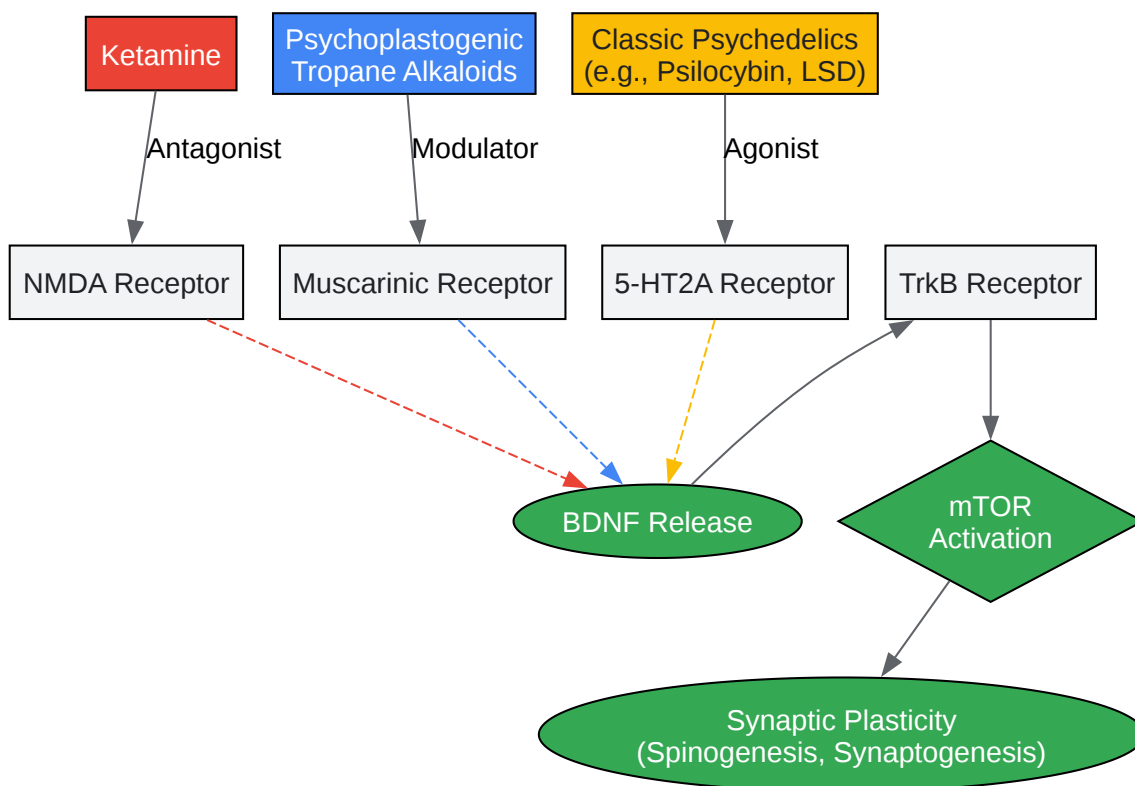 Ketamine
Psychoplastogenic
Tropane Alkaloids
Classic Psychedelics
(e.g., Psilocybin, LSD)
Antagonist
Modulator
Agonist
NMDA Receptor
Muscarinic Receptor
5-HT2A Receptor
TrkB Receptor
BDNF Release
mTOR
Activation
Synaptic Plasticity
(Spinogenesis, Synaptogenesis)